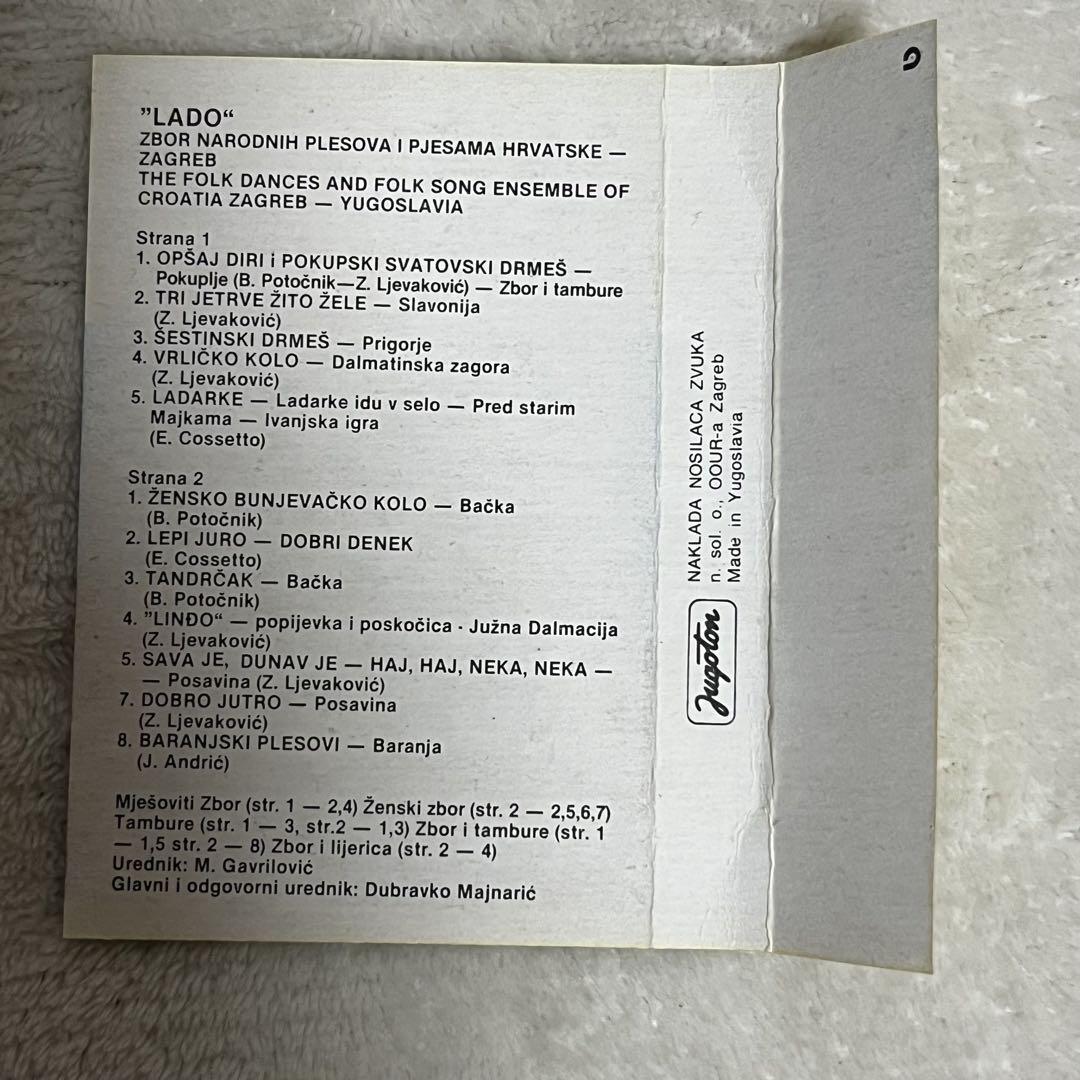 ”LADO“
ZBOR NARODNIH PLESOVA I PJESAMA HRVATSKE —
ZAGREB
THE FOLK DANCES AND FOLK SONG ENSEMBLE OF
CROATIA ZAGREB — YUGOSLAVIA
Strana 1
1. OPŠAJ DIRI i POKUPSKI SVATOVSKI DRMEŠ —
Pokuplje (B. Potočnik—Z. Ljevaković) — Zbor i tambure
2. TRI JETRVE ŽITO ŽELE — Slavonija
(Z. Ljevaković)
3. ŠESTINSKI DRMEŠ — Prigorje
4. VRLIČKO KOLO — Dalmatinska zagora
(Z. Ljevaković)
5. LADARKE — Ladarke idu v selo — Pred starim
Majkama — Ivanjska igra
(E. Cossetto)
Strana 2
1. ŽENSKO BUNJEVAČKO KOLO — Bačka
(B. Potočnik)
2. LEPI JURO — DOBRI DENEK
(E. Cossetto)
3. TANDRČAK — Bačka
(B. Potočnik)
4. ”LINĐO“ — popijevka i poskočica - Južna Dalmacija
(Z. Ljevaković)
5. SAVA JE, DUNAV JE — HAJ, HAJ, NEKA, NEKA —
— Posavina (Z. Ljevaković)
7. DOBRO JUTRO — Posavina
(Z. Ljevaković)
8. BARANJSKI PLESOVI — Baranja
(J. Andrić)
Mješoviti Zbor (str. 1 — 2,4) Ženski zbor (str. 2 — 2,5,6,7)
Tambure (str. 1 — 3, str.2 — 1,3) Zbor i tambure (str. 1
— 1,5 str. 2 — 8) Zbor i lijerica (str. 2 — 4)
Urednik: M. Gavrilović
Glavni i odgovorni urednik: Dubravko Majnarić
Jugoton
NAKLADA NOSILACA ZVUKA
n. sol. o., OOUR-a Zagreb
Made in Yugoslavia